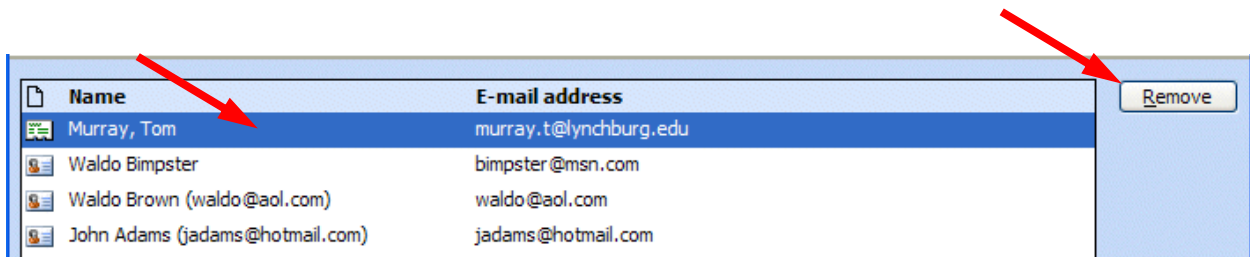 Name E-mail address Remove
Murray, Tom murray.t@lynchburg.edu
Waldo Bimpster bimpster@msn.com
Waldo Brown (waldo@aol.com) waldo@aol.com
John Adams (jadams@hotmail.com) jadams@hotmail.com